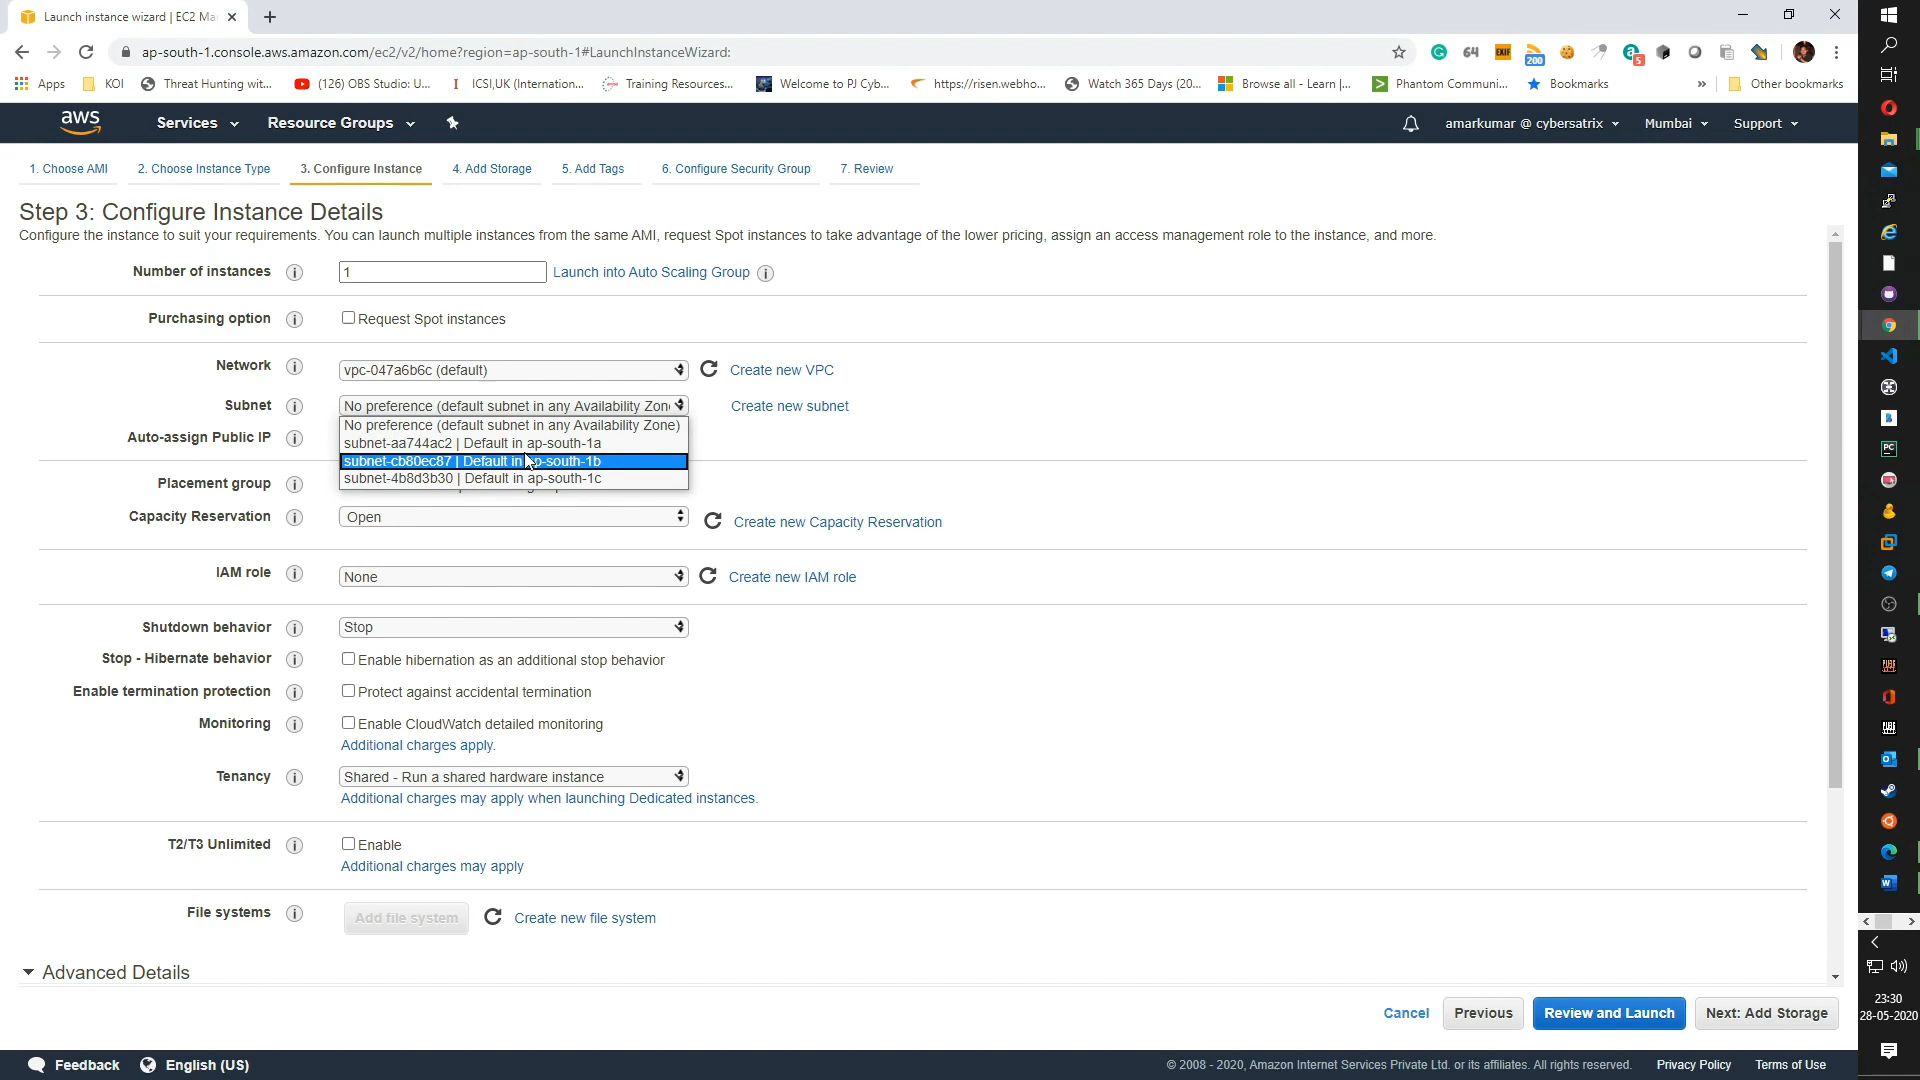 Launch instance wizard | EC2 Ma
ap-south-1.console.aws.amazon.com/ec2/v2/home?region=ap-south-1#LaunchInstanceWizard:
64
EXIF
200
5
Apps
KOI
Threat Hunting wit...
(126) OBS Studio: U...
ICSI,UK (Internation...
Training Resources...
Welcome to PJ Cyb...
https://risen.webho...
Watch 365 Days (20...
Browse all - Learn |...
Phantom Communi...
Bookmarks
»
Other bookmarks
aws
Services
Resource Groups
amarkumar @ cybersatrix
Mumbai
Support
1. Choose AMI
2. Choose Instance Type
3. Configure Instance
4. Add Storage
5. Add Tags
6. Configure Security Group
7. Review
Step 3: Configure Instance Details
Configure the instance to suit your requirements. You can launch multiple instances from the same AMI, request Spot instances to take advantage of the lower pricing, assign an access management role to the instance, and more.
Number of instances
1
Launch into Auto Scaling Group
Purchasing option
Request Spot instances
Network
vpc-047a6b6c (default)
Create new VPC
Subnet
No preference (default subnet in any Availability Zon
Create new subnet
No preference (default subnet in any Availability Zone)
subnet-aa744ac2 | Default in ap-south-1a
subnet-cb80ec87 | Default in ap-south-1b
subnet-4b8d3b30 | Default in ap-south-1c
Auto-assign Public IP
Placement group
Capacity Reservation
Open
Create new Capacity Reservation
IAM role
None
Create new IAM role
Shutdown behavior
Stop
Stop - Hibernate behavior
Enable hibernation as an additional stop behavior
Enable termination protection
Protect against accidental termination
Monitoring
Enable CloudWatch detailed monitoring
Additional charges apply.
Tenancy
Shared - Run a shared hardware instance
Additional charges may apply when launching Dedicated instances.
T2/T3 Unlimited
Enable
Additional charges may apply
File systems
Add file system
Create new file system
Advanced Details
Cancel
Previous
Review and Launch
Next: Add Storage
Feedback
English (US)
© 2008 - 2020, Amazon Internet Services Private Ltd. or its affiliates. All rights reserved.
Privacy Policy
Terms of Use
23:30
28-05-2020